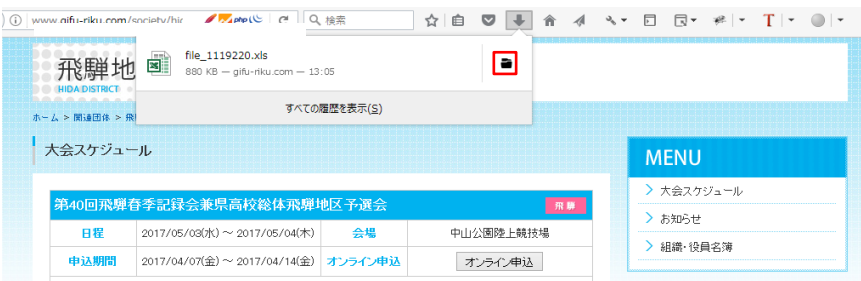 www.gifu-riku.com/society/hi
php
検索
file_1119220.xls
880 KB — gifu-riku.com — 13:05
すべての履歴を表示(S)
飛騨地
HIDA DISTRICT
ホーム > 関連団体 > 飛
大会スケジュール
第40回飛騨春季記録会兼県高校総体飛騨地区予選会
飛騨
日程 2017/05/03(水) ～ 2017/05/04(木) 会場 中山公園陸上競技場
申込期間 2017/04/07(金) ～ 2017/04/14(金) オンライン申込 オンライン申込
MENU
大会スケジュール
お知らせ
組織・役員名簿